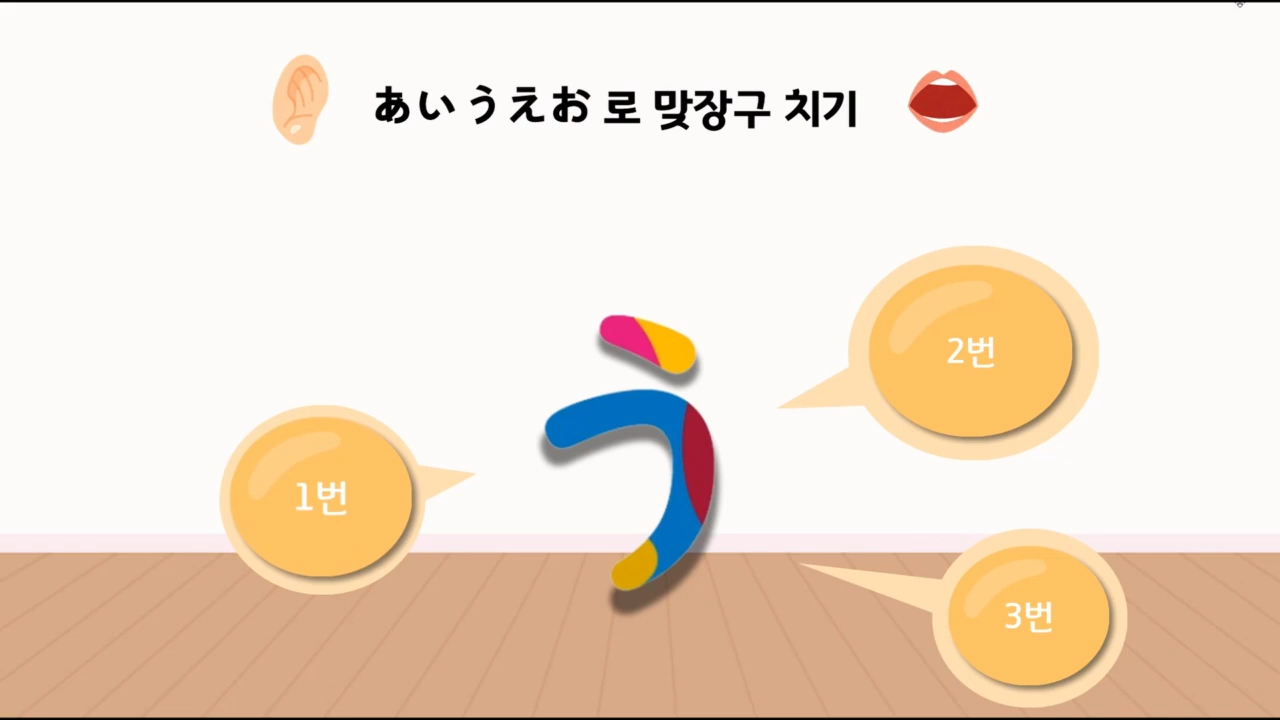 あいうえお 로 맞장구 치기
う
2번
1번
3번